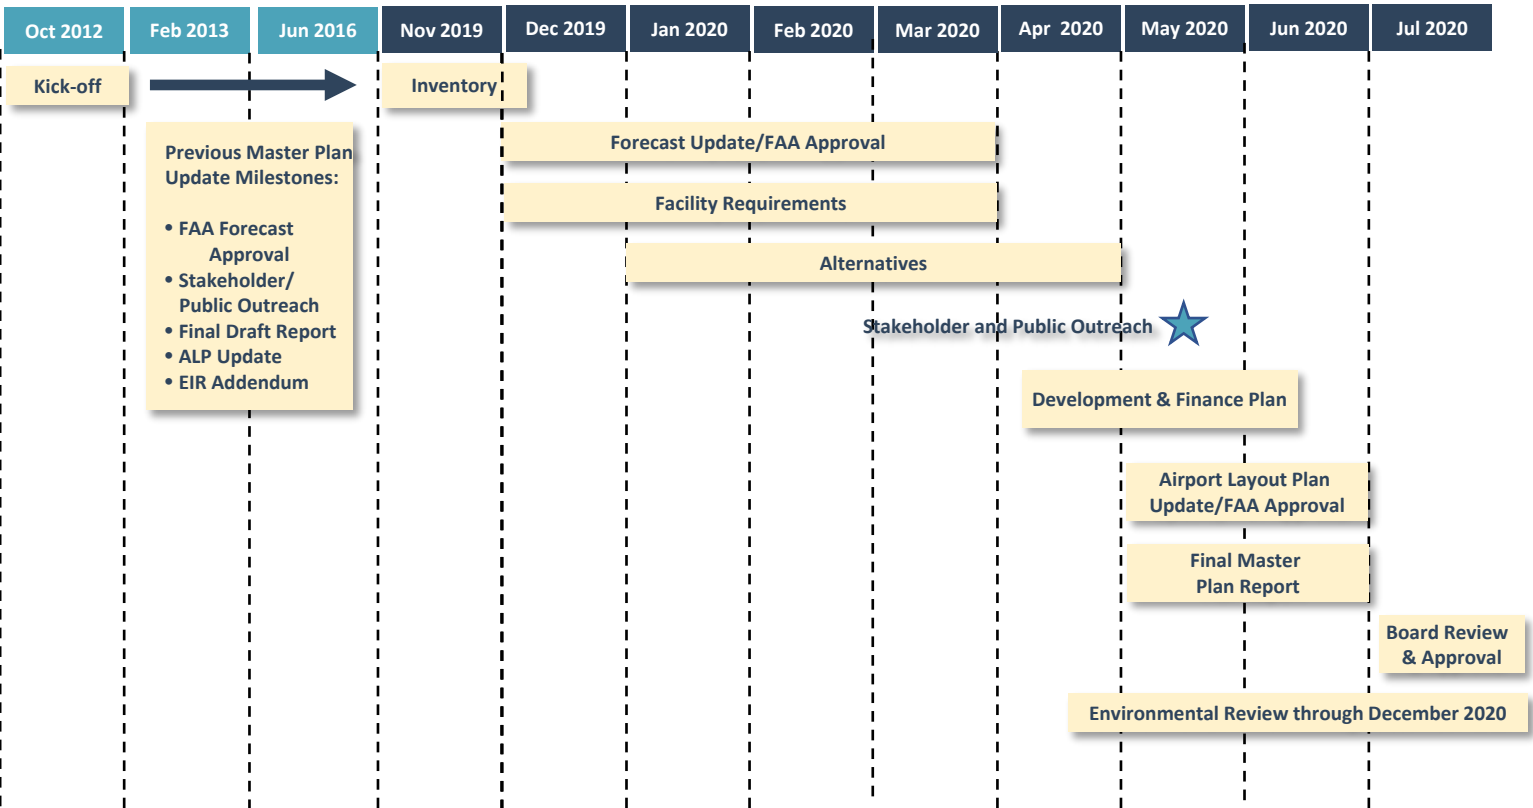 Oct 2012
Feb 2013
Jun 2016
Nov 2019
Dec 2019
Jan 2020
Feb 2020
Mar 2020
Apr 2020
May 2020
Jun 2020
Jul 2020
Kick-off
Inventory
Previous Master Plan
Update Milestones:
• FAA Forecast
Approval
• Stakeholder/
Public Outreach
• Final Draft Report
• ALP Update
• EIR Addendum
Forecast Update/FAA Approval
Facility Requirements
Alternatives
Stakeholder and Public Outreach
Development & Finance Plan
Airport Layout Plan
Update/FAA Approval
Final Master
Plan Report
Board Review
& Approval
Environmental Review through December 2020